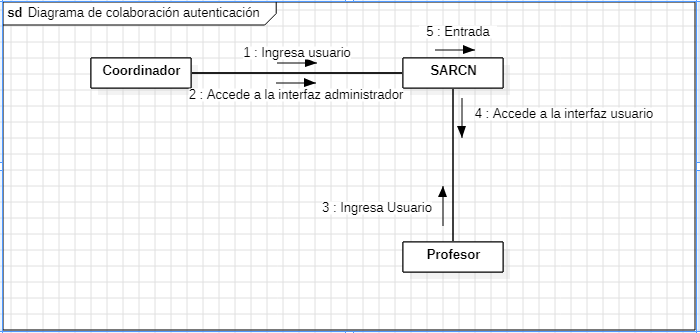 sd Diagrama de colaboración autenticación
5 : Entrada
1 : Ingresa usuario
Coordinador
SARCN
2 : Accede a la interfaz administrador
4 : Accede a la interfaz usuario
3 : Ingresa Usuario
Profesor